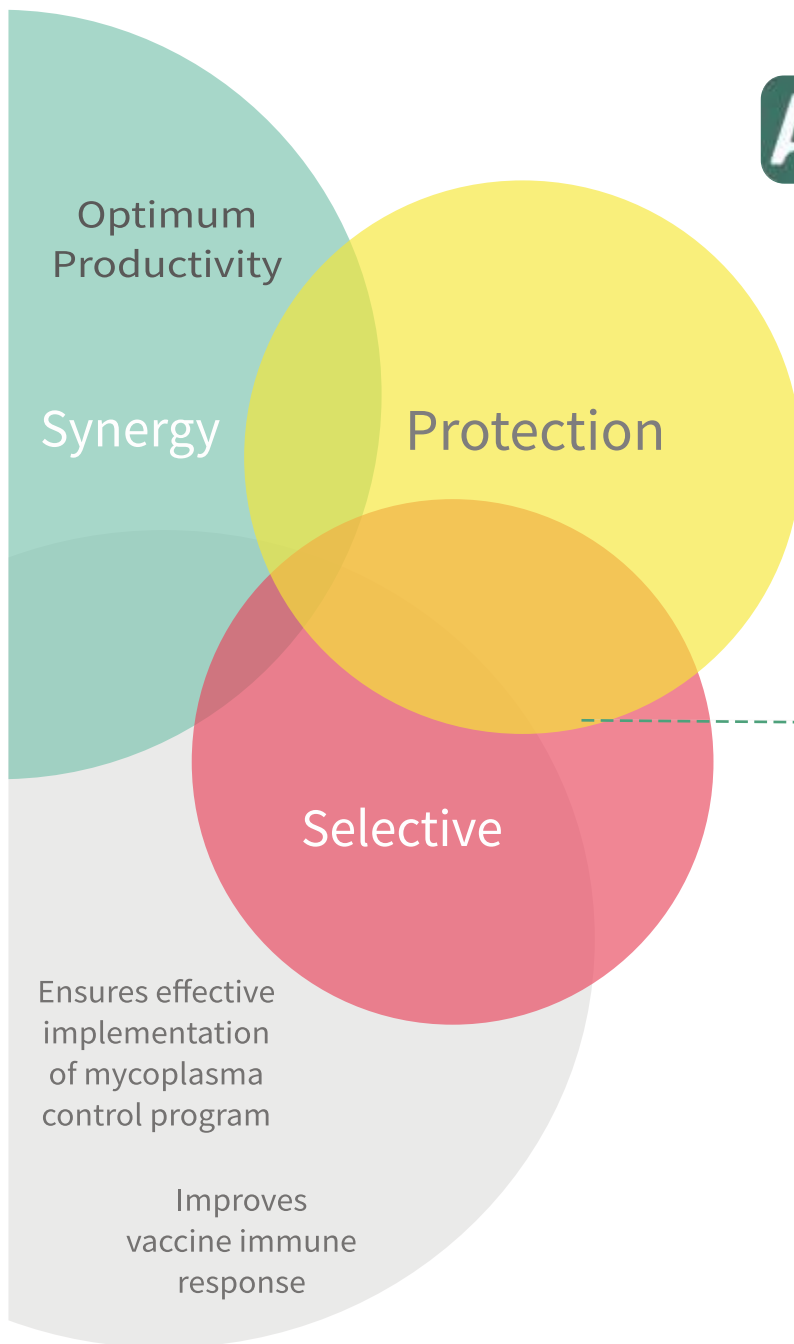 Optimum
Productivity
Synergy
Protection
Selective
Ensures effective
implementation
of mycoplasma
control program
Improves
vaccine immune
response